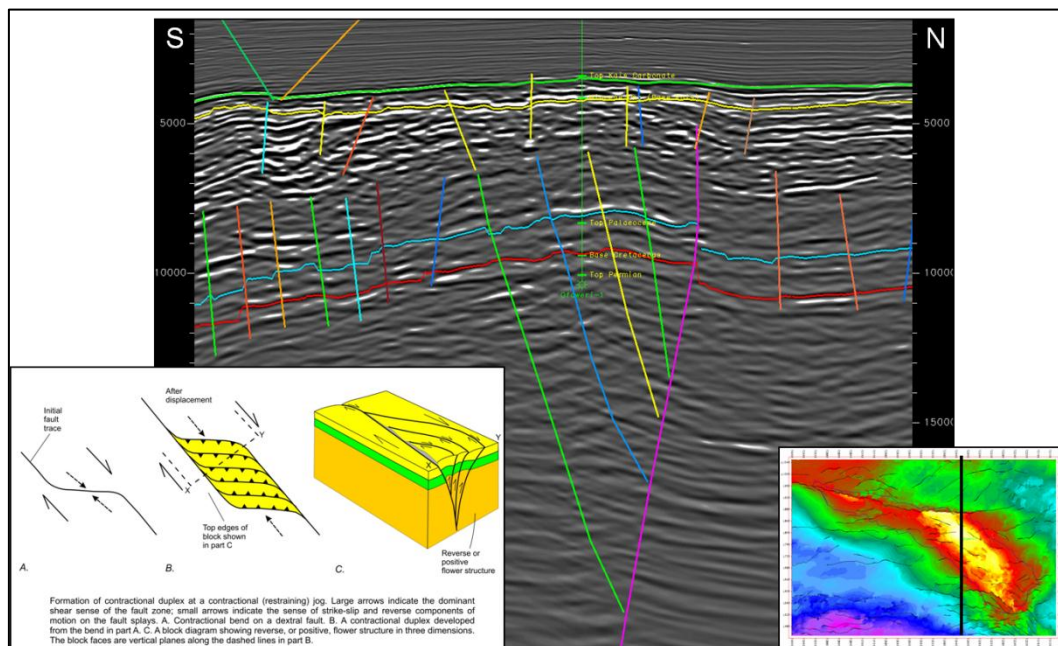 S
N
Top Kais Carbonate
5000
5000
Top Paleocene
Base Cretaceous
10000
10000
Top Permian
15000
15000
Initial
fault
trace
After
displacement
Y
X
Top edges of
block shown
in part C
X
Y
Reverse or
positive
flower structure
A.
B.
C.
Formation of contractional duplex at a contractional (restraining) jog. Large arrows indicate the dominant
shear sense of the fault zone; small arrows indicate the sense of strike-slip and reverse components of
motion on the fault splays. A. Contractional bend on a dextral fault. B. A contractional duplex developed
from the bend in part A. C. A block diagram showing reverse, or positive, flower structure in three dimensions.
The block faces are vertical planes along the dashed lines in part B.